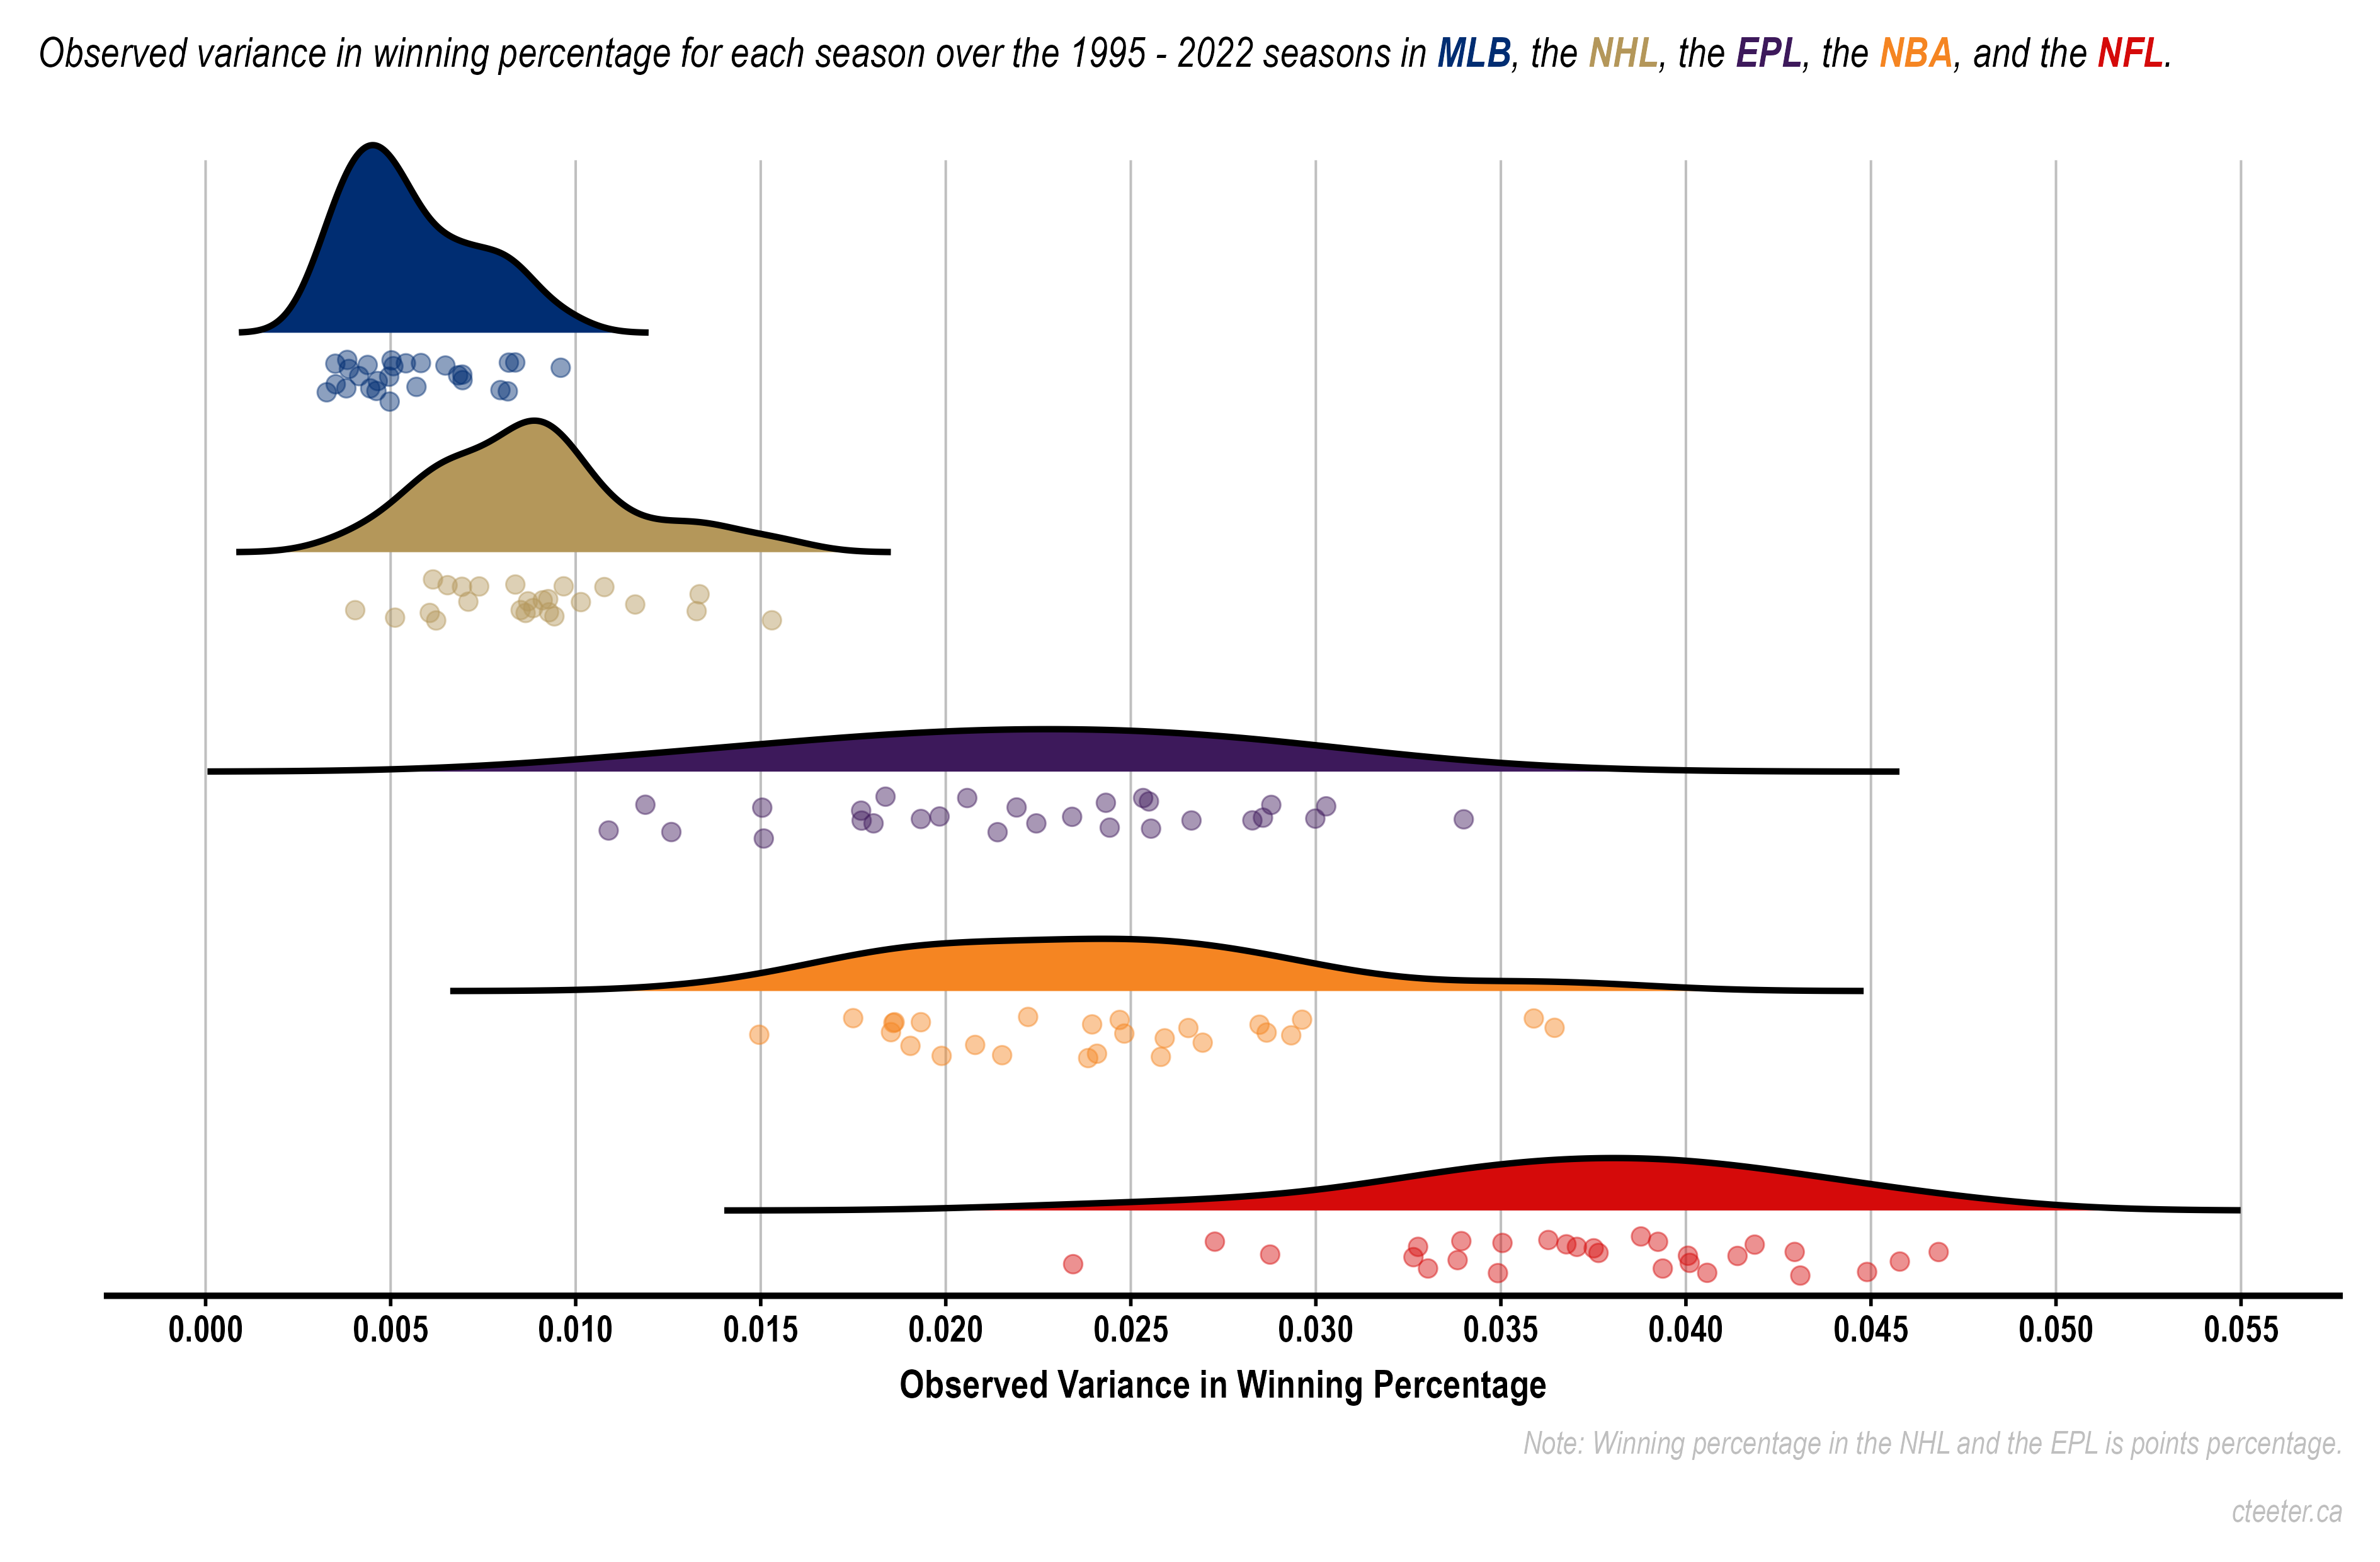 Observed variance in winning percentage for each season over the 1995 - 2022 seasons in MLB, the NHL, the EPL, the NBA, and the NFL.
0.000 0.005 0.010 0.015 0.020 0.025 0.030 0.035 0.040 0.045 0.050 0.055
Observed Variance in Winning Percentage
Note: Winning percentage in the NHL and the EPL is points percentage.
cteeter.ca